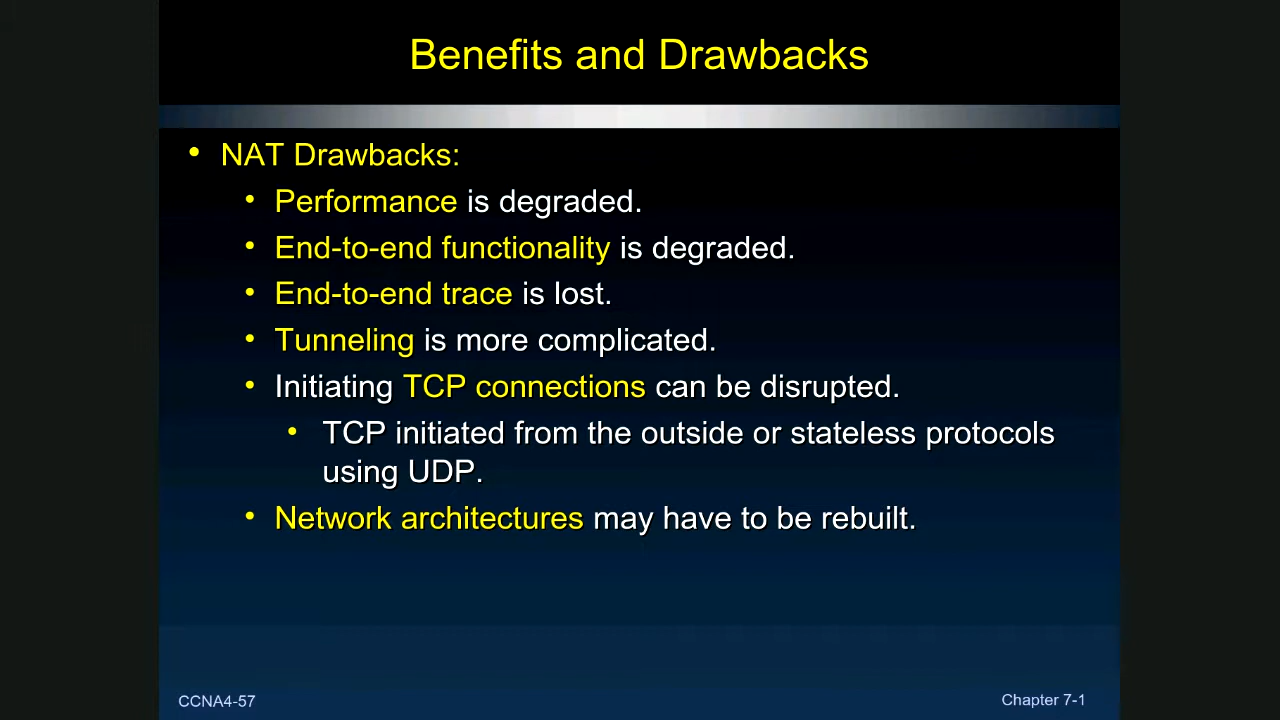 Benefits and Drawbacks
• NAT Drawbacks:
• Performance is degraded.
• End-to-end functionality is degraded.
• End-to-end trace is lost.
• Tunneling is more complicated.
• Initiating TCP connections can be disrupted.
• TCP initiated from the outside or stateless protocols
using UDP.
• Network architectures may have to be rebuilt.
CCNA4-57
Chapter 7-1